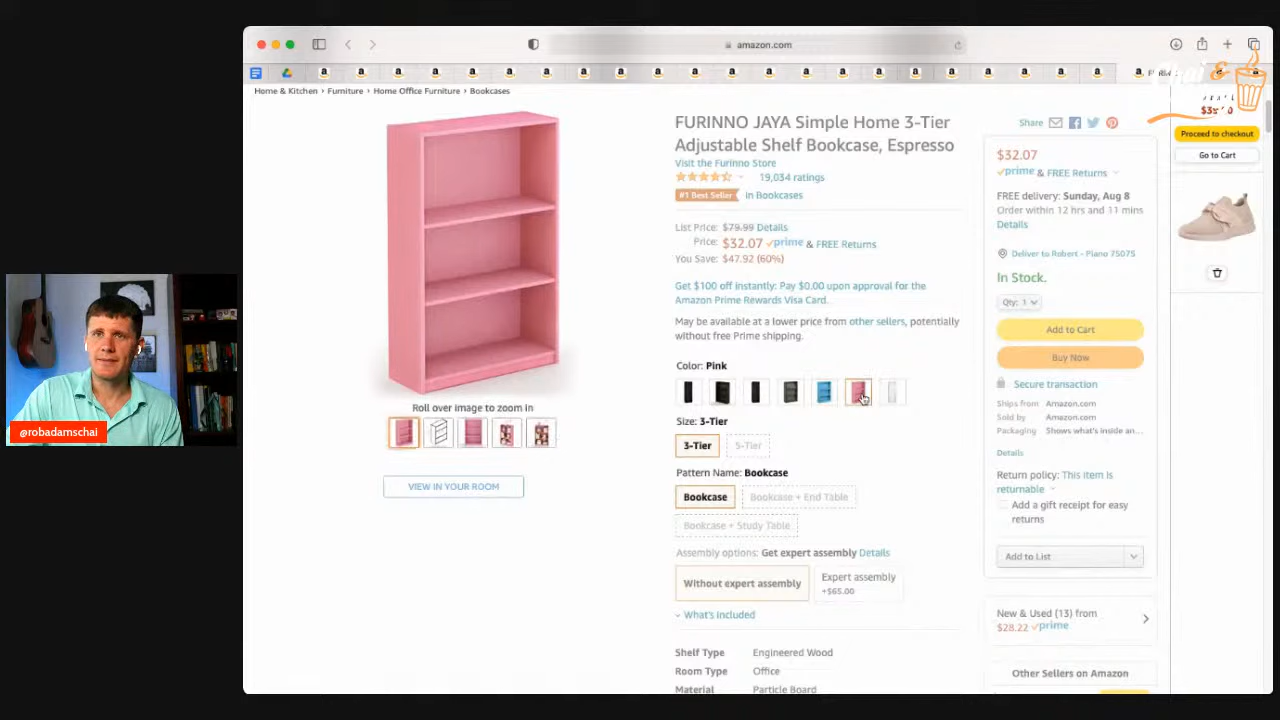 amazon.com
Home & Kitchen › Furniture › Home Office Furniture › Bookcases
FURINNO JAYA Simple Home 3-Tier
Adjustable Shelf Bookcase, Espresso
Visit the Furinno Store
19,034 ratings
#1 Best Seller in Bookcases
List Price: $79.99 Details
Price: $32.07 prime & FREE Returns
You Save: $47.92 (60%)
Get $100 off instantly: Pay $0.00 upon approval for the
Amazon Prime Rewards Visa Card.
May be available at a lower price from other sellers, potentially
without free Prime shipping.
Color: Pink
Size: 3-Tier
3-Tier 5-Tier
Pattern Name: Bookcase
Bookcase Bookcase + End Table
Bookcase + Study Table
Assembly options: Get expert assembly Details
Without expert assembly
Expert assembly
+$65.00
What's included
Shelf Type Engineered Wood
Room Type Office
Material Particle Board
Roll over image to zoom in
VIEW IN YOUR ROOM
Share
$32.07
prime & FREE Returns
FREE delivery: Sunday, Aug 8
Order within 12 hrs and 11 mins
Details
Deliver to Robert - Plano 75075
In Stock.
Qty: 1
Add to Cart
Buy Now
Secure transaction
Ships from Amazon.com
Sold by Amazon.com
Packaging Shows what's inside an...
Details
Return policy: This item is
returnable
Add a gift receipt for easy
returns
Add to List
New & Used (13) from
$28.22 prime
Other Sellers on Amazon
Proceed to checkout
Go to Cart
@robadamschai